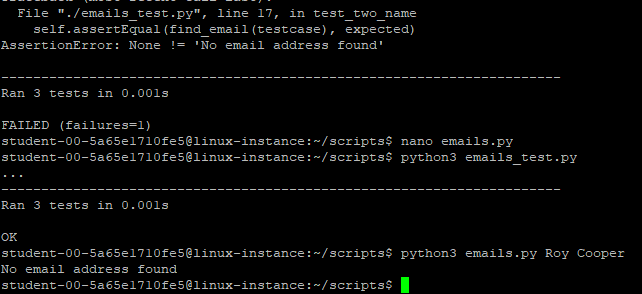 File "./emails_test.py", line 17, in test_two_name
self.assertEqual(find_email(testcase), expected)
AssertionError: None != 'No email address found'
----------------------------------------------------------------------
Ran 3 tests in 0.001s
FAILED (failures=1)
student-00-5a65e1710fe5@linux-instance:~/scripts$ nano emails.py
student-00-5a65e1710fe5@linux-instance:~/scripts$ python3 emails_test.py
...
----------------------------------------------------------------------
Ran 3 tests in 0.001s
OK
student-00-5a65e1710fe5@linux-instance:~/scripts$ python3 emails.py Roy Cooper
No email address found
student-00-5a65e1710fe5@linux-instance:~/scripts$